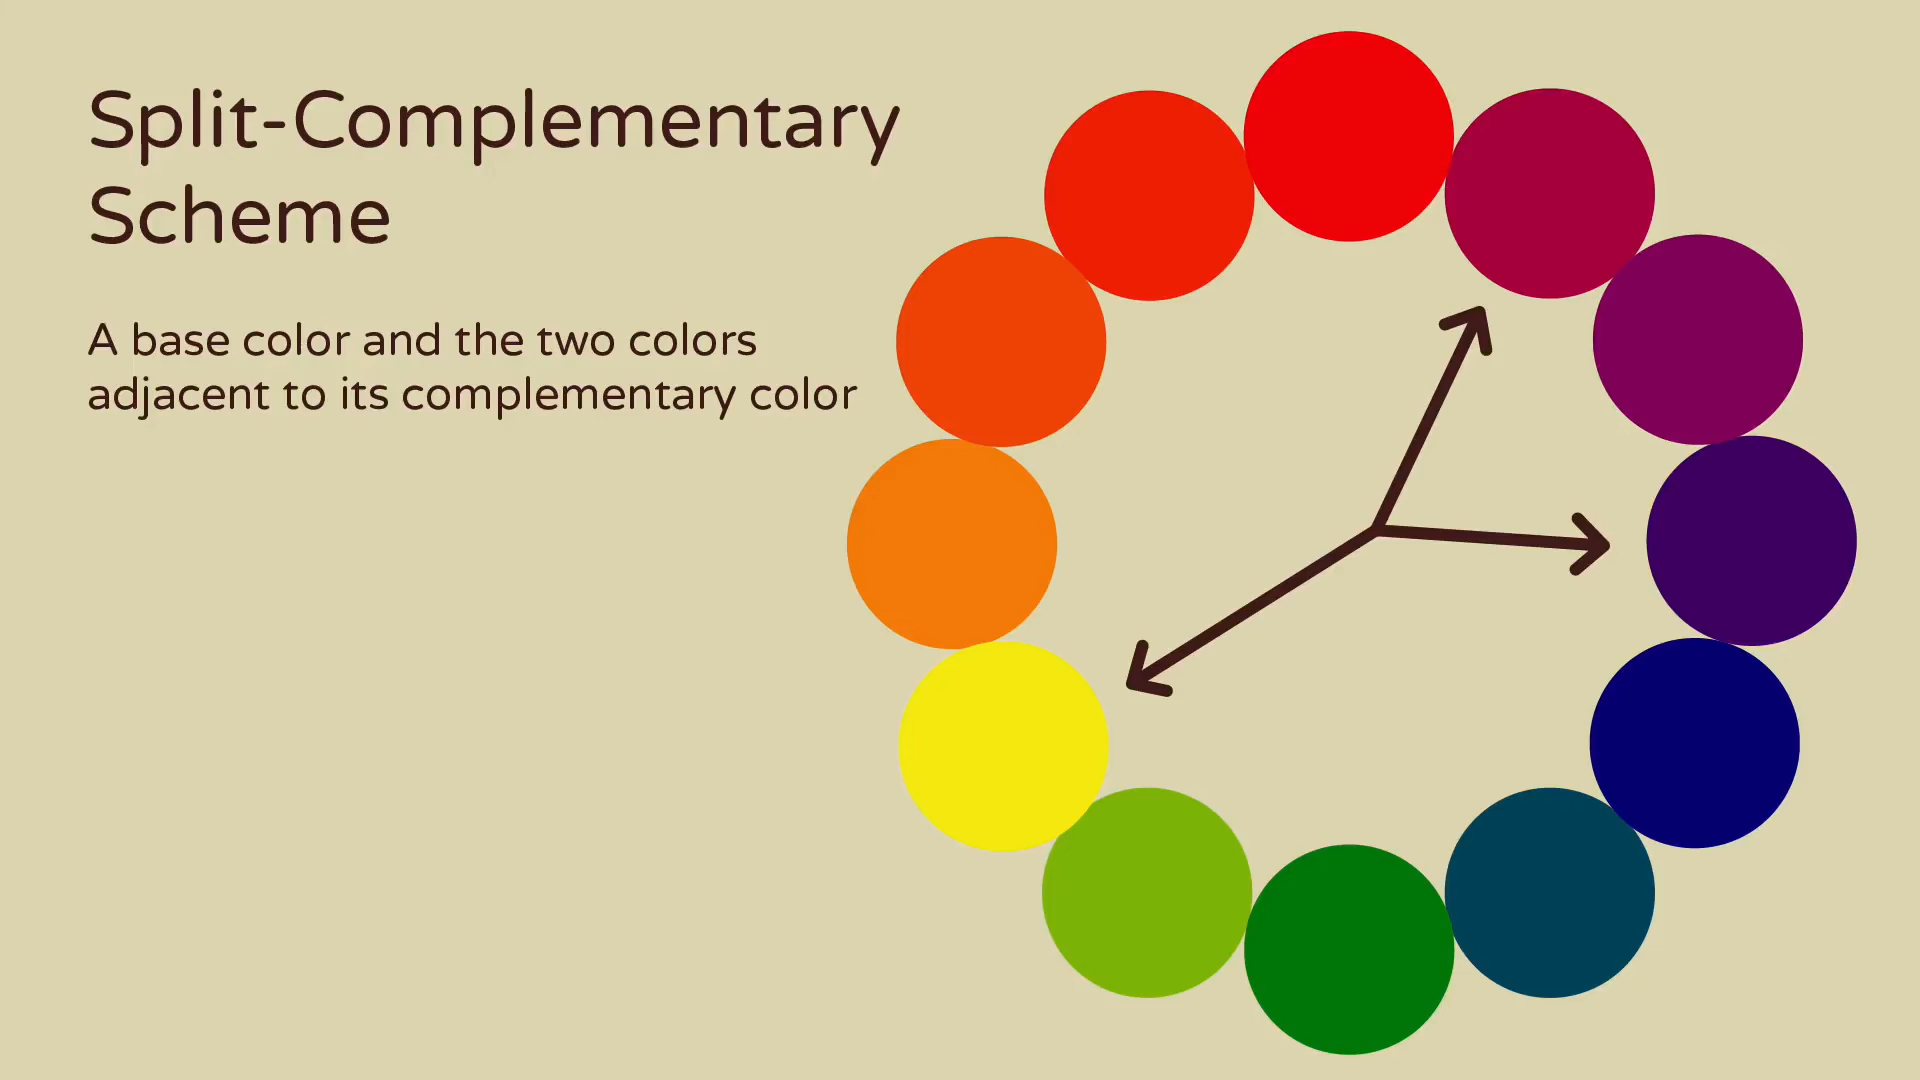 Split-Complementary
Scheme
A base color and the two colors
adjacent to its complementary color